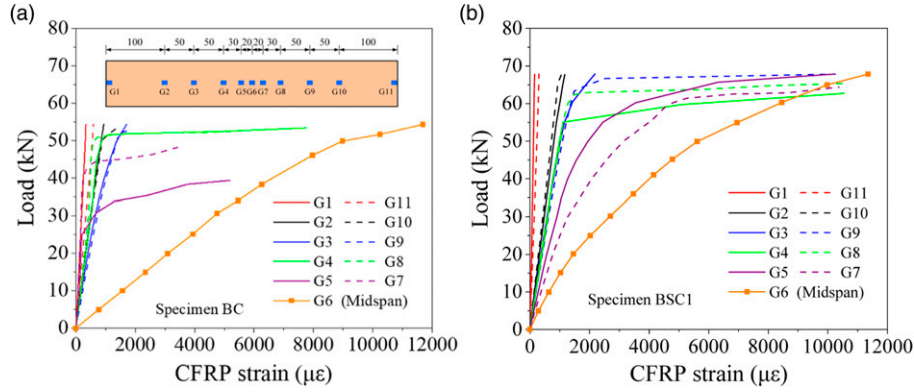 (a)
100 50 50 30 20 20 30 50 50 100
G1 G2 G3 G4 G5 G6 G7 G8 G9 G10 G11
80
70
60
50
40
30
20
10
0
Load (kN)
G1 G11
G2 G10
G3 G9
G4 G8
G5 G7
G6 (Midspan)
Specimen BC
0 2000 4000 6000 8000 10000 12000
CFRP strain (με)
(b)
80
70
60
50
40
30
20
10
0
Load (kN)
G1 G11
G2 G10
G3 G9
G4 G8
G5 G7
G6 (Midspan)
Specimen BSC1
0 2000 4000 6000 8000 10000 12000
CFRP strain (με)